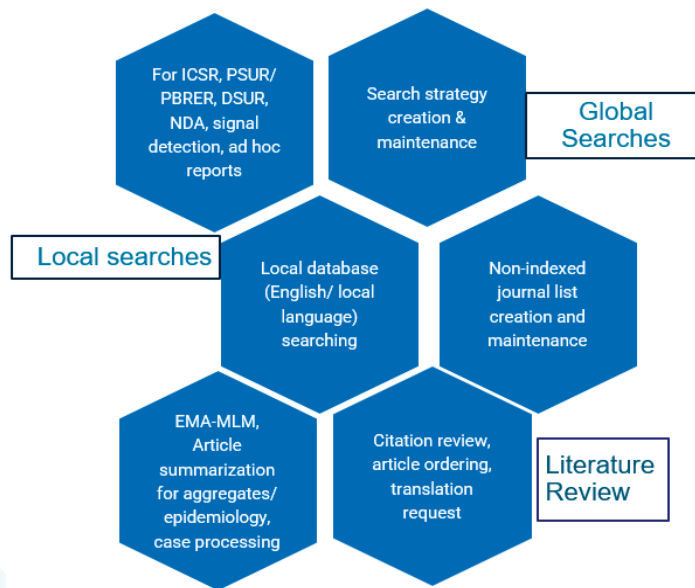 For ICSR, PSUR/
PBRER, DSUR,
NDA, signal
detection, ad hoc
reports
Search strategy
creation &
maintenance
Global
Searches
Local searches
Local database
(English/ local
language)
searching
Non-indexed
journal list
creation and
maintenance
EMA-MLM,
Article
summarization
for aggregates/
epidemiology,
case processing
Citation review,
article ordering,
translation
request
Literature
Review